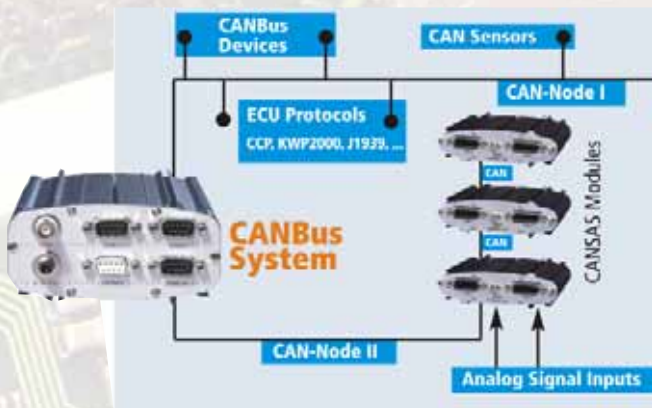 CANBus
Devices
CAN Sensors
CAN-Node I
ECU Protocols
CCP, KWP2000, J1939, ...
CAN
CANSAS Modules
CANBus
System
CAN
CAN-Node II
Analog Signal Inputs